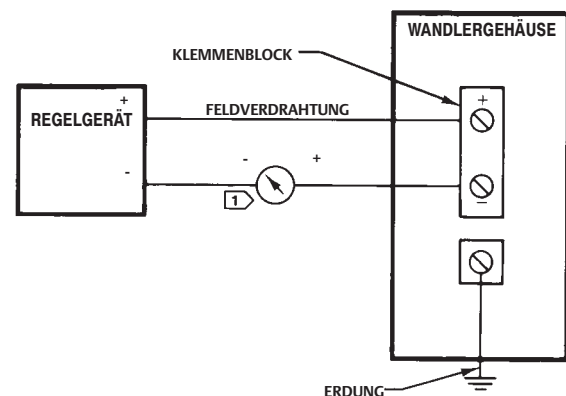 WANDLERGEHÄUSE
KLEMMENBLOCK
+
FELDVERDRAHTUNG
+
REGELGERÄT
-
- +
1
–
ERDUNG